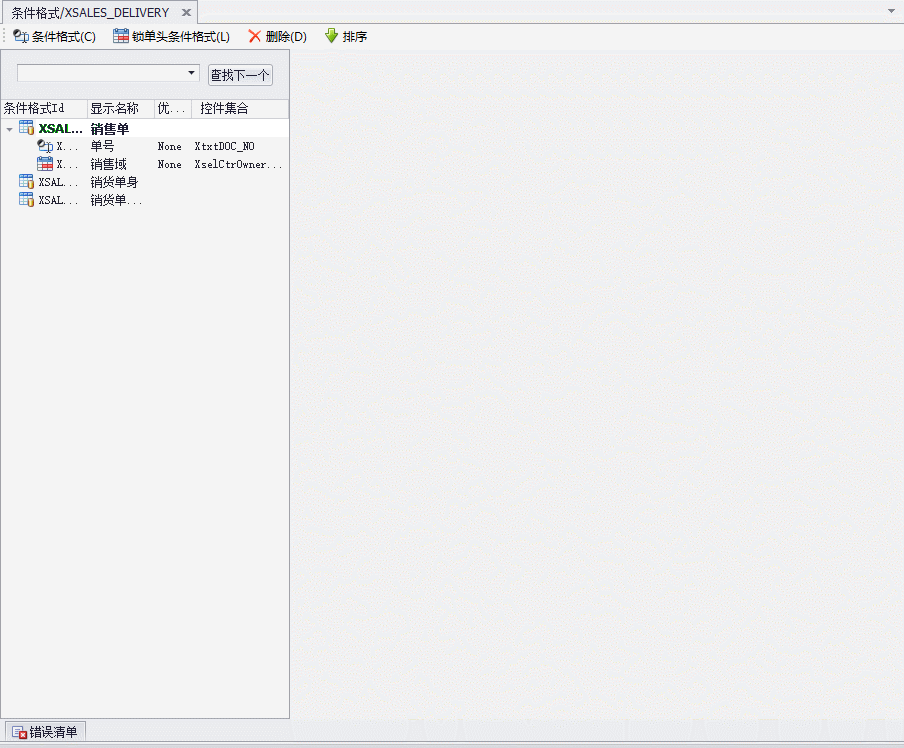 条件格式/XSALES_DELIVERY
条件格式(C) 锁单头条件格式(L) 删除(D) 排序
查找下一个
条件格式Id 显示名称 优... 控件集合
XSAL... 销售单
X... 单号 None XtxtDOC_NO
X... 销售域 None XselCtrOwner...
XSAL... 销货单身
XSAL... 销货单...
错误清单